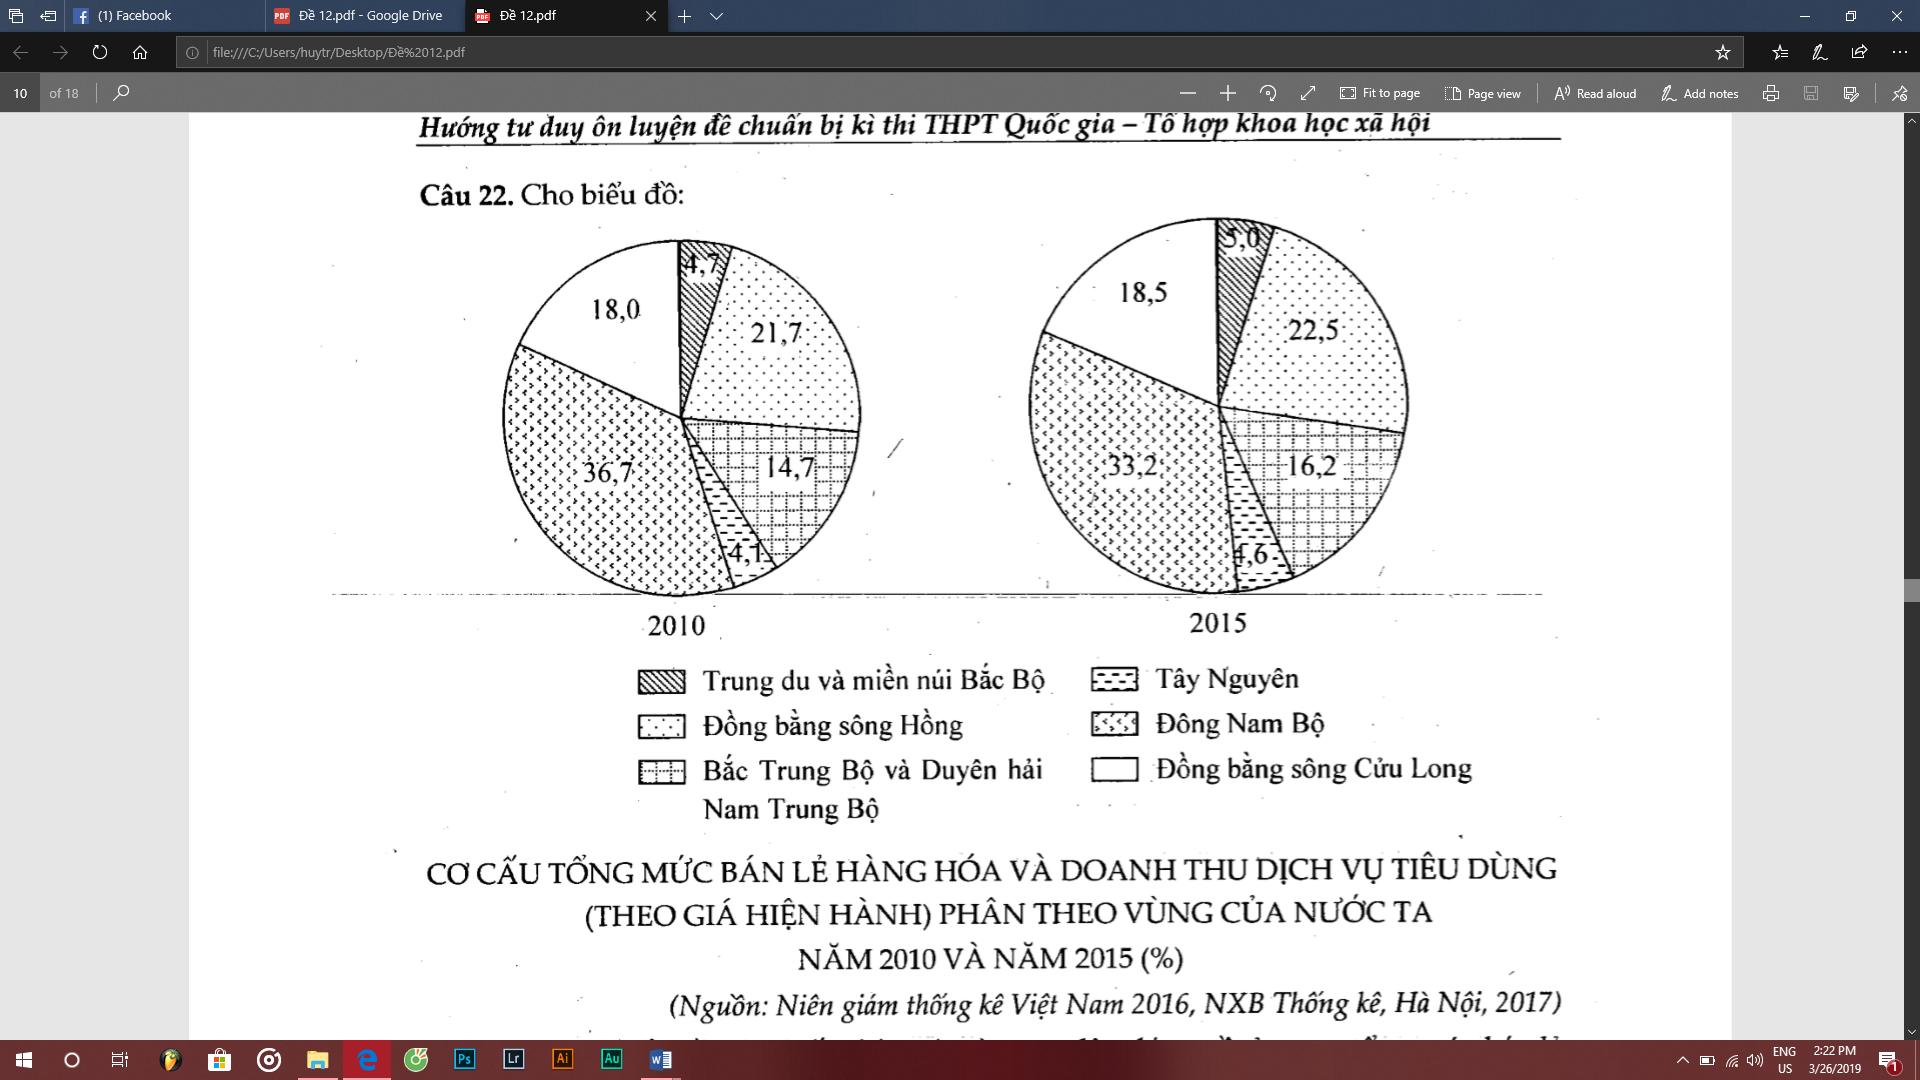 (1) Facebook
Đề 12.pdf - Google Drive
Đề 12.pdf
file:///C:/Users/huytr/Desktop/Đề%2012.pdf
10 of 18
Fit to page
Page view
Read aloud
Add notes
Hướng tư duy ôn luyện đề chuẩn bị kì thi THPT Quốc gia – Tổ hợp khoa học xã hội
Câu 22. Cho biểu đồ:
4,7
18,0
21,7
36,7
14,7
4,1
2010
5,0
18,5
22,5
33,2
16,2
4,6
2015
Trung du và miền núi Bắc Bộ
Tây Nguyên
Đồng bằng sông Hồng
Đông Nam Bộ
Bắc Trung Bộ và Duyên hải
Nam Trung Bộ
Đồng bằng sông Cửu Long
CƠ CẤU TỔNG MỨC BÁN LẺ HÀNG HÓA VÀ DOANH THU DỊCH VỤ TIÊU DÙNG
(THEO GIÁ HIỆN HÀNH) PHÂN THEO VÙNG CỦA NƯỚC TA
NĂM 2010 VÀ NĂM 2015 (%)
(Nguồn: Niên giám thống kê Việt Nam 2016, NXB Thống kê, Hà Nội, 2017)
Ps
Lr
Ai
Au
ENG
US
2:22 PM
3/26/2019
1